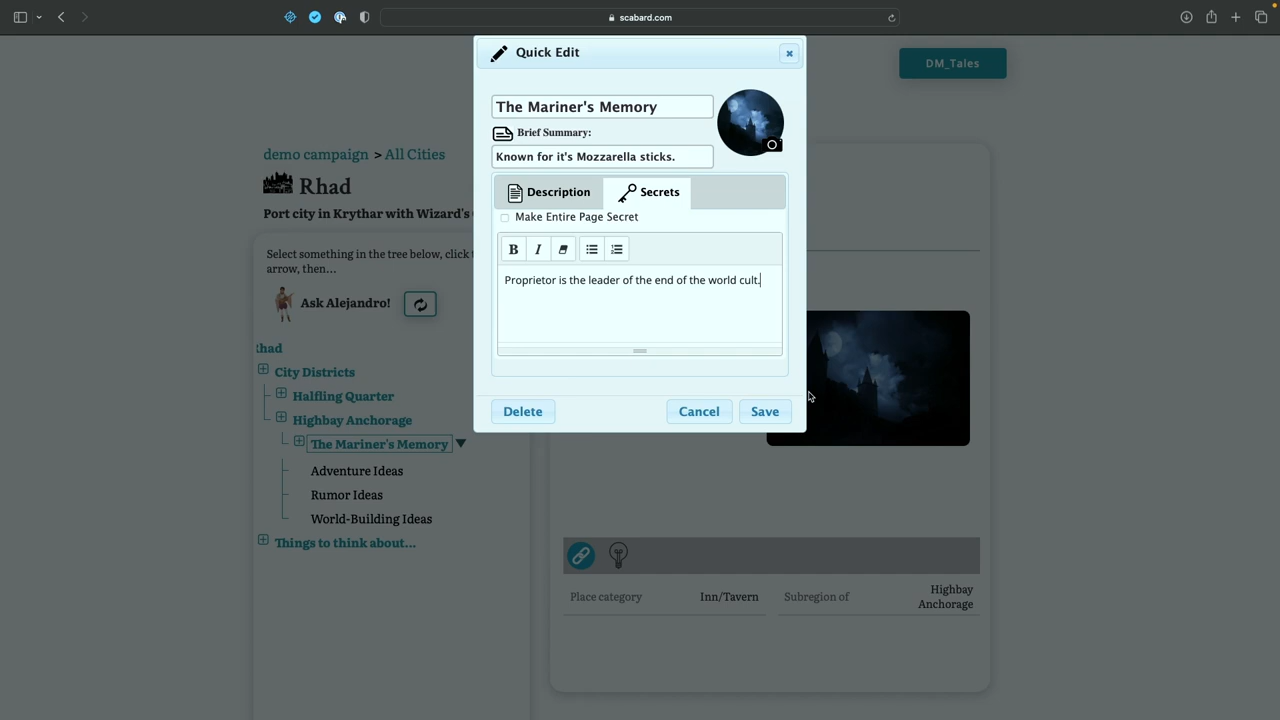 scabard.com
Quick Edit
DM_Tales
The Mariner's Memory
Brief Summary:
Known for it's Mozzarella sticks.
Description
Secrets
Make Entire Page Secret
B I
Proprietor is the leader of the end of the world cult.
Delete
Cancel
Save
demo campaign > All Cities
Rhad
Port city in Krythar with Wizard's
Select something in the tree below, click t
arrow, then...
Ask Alejandro!
Rhad
City Districts
Halfling Quarter
Highbay Anchorage
The Mariner's Memory
Adventure Ideas
Rumor Ideas
World-Building Ideas
Things to think about...
Place category
Inn/Tavern
Subregion of
Highbay
Anchorage